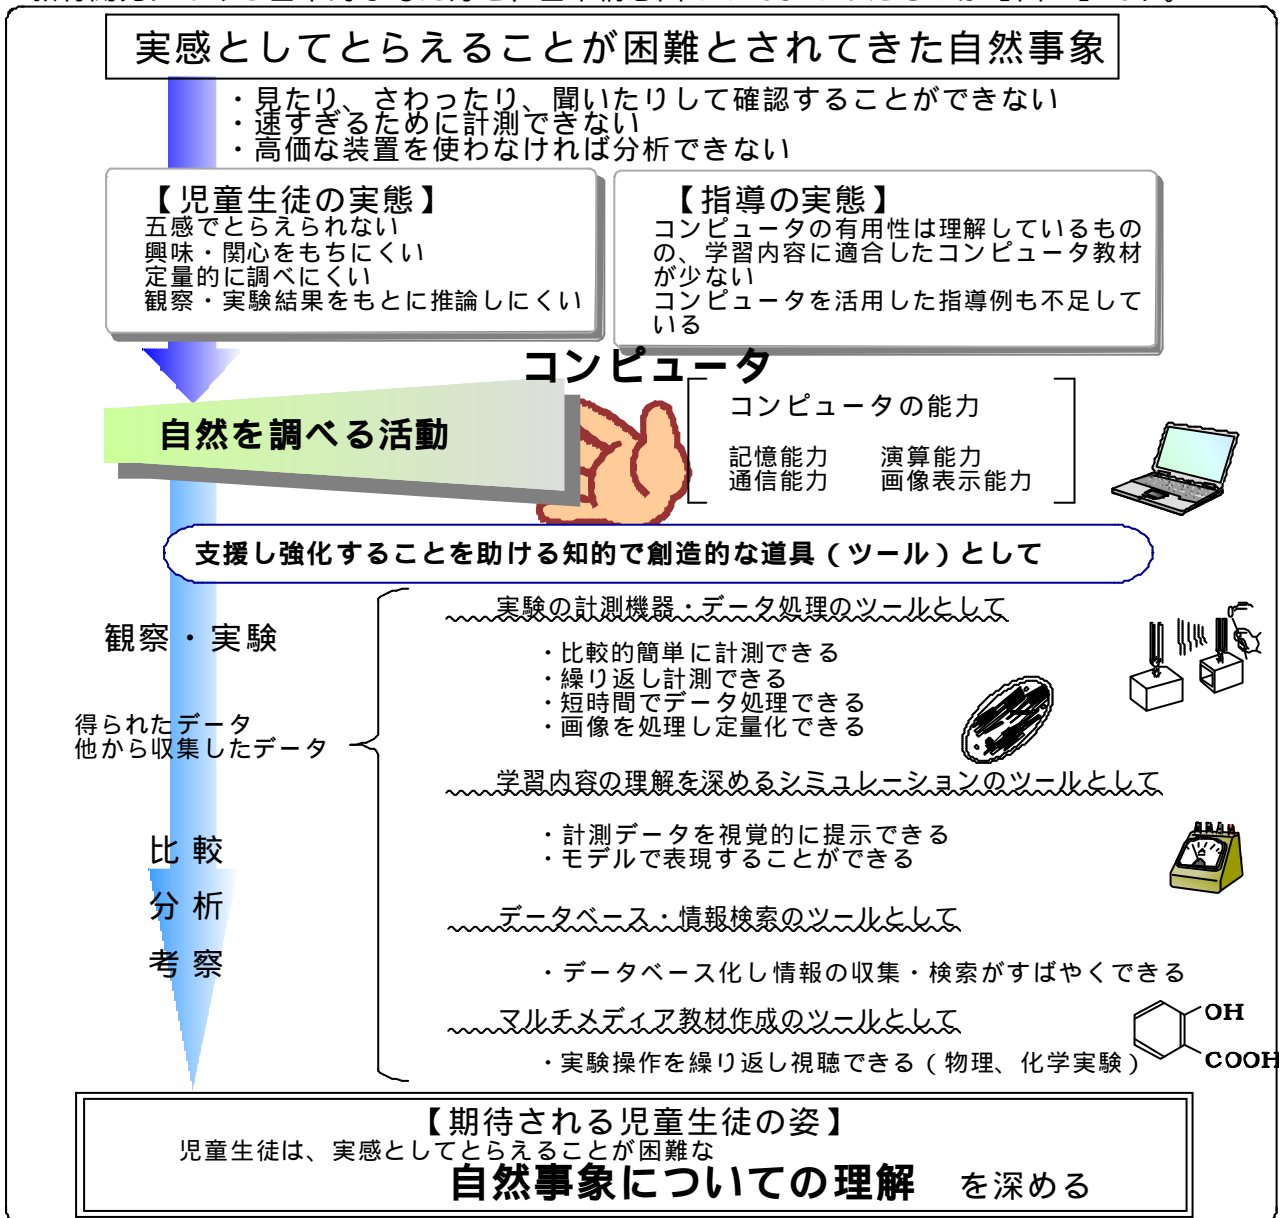 実感としてとらえることが困難とされてきた自然事象
・見たり、さわったり、聞いたりして確認することができない
・速すぎるために計測できない
・高価な装置を使わなければ分析できない
【児童生徒の実態】
五感でとらえられない
興味・関心をもちにくい
定量的に調べにくい
観察・実験結果をもとに推論しにくい
【指導の実態】
コンピュータの有用性は理解しているもの
の、学習内容に適合したコンピュータ教材
が少ない
コンピュータを活用した指導例も不足して
いる
コンピュータ
自然を調べる活動
コンピュータの能力
記憶能力 演算能力
通信能力 画像表示能力
支援し強化することを助ける知的で創造的な道具（ツール）として
観察・実験
得られたデータ
他から収集したデータ
比較
分析
考察
実験の計測機器・データ処理のツールとして
・比較的簡単に計測できる
・繰り返し計測できる
・短時間でデータ処理できる
・画像を処理し定量化できる
学習内容の理解を深めるシミュレーションのツールとして
・計測データを視覚的に提示できる
・モデルで表現することができる
データベース・情報検索のツールとして
・データベース化し情報の収集・検索がすばやくできる
マルチメディア教材作成のツールとして
・実験操作を繰り返し視聴できる（物理、化学実験）
OH
COOH
【期待される児童生徒の姿】
児童生徒は、実感としてとらえることが困難な
自然事象についての理解 を深める